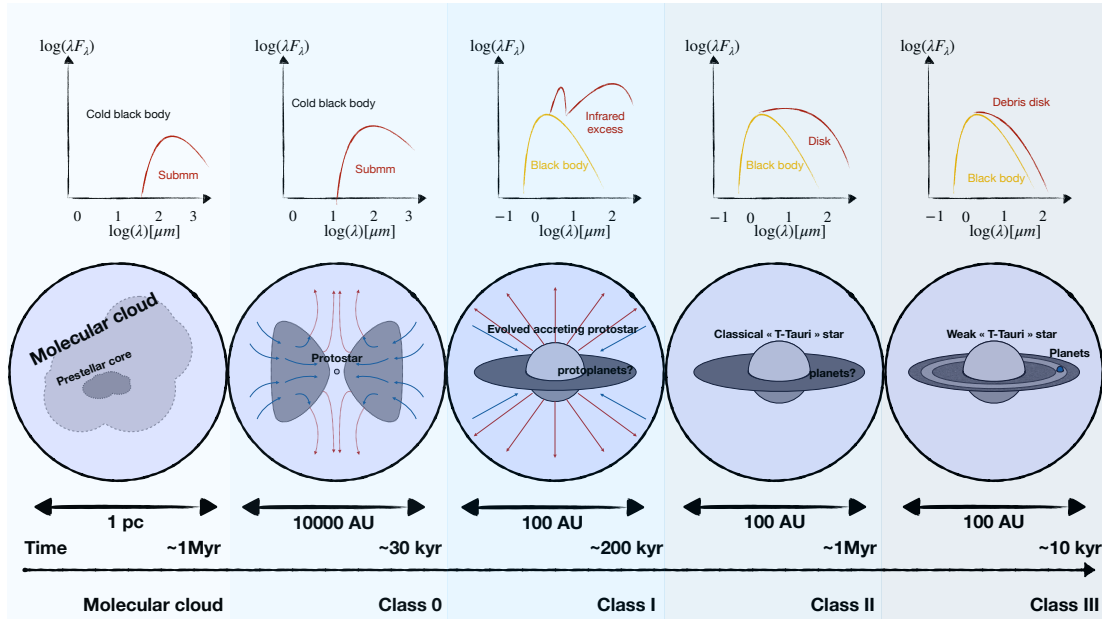 log(λF_λ)
Cold black body
Submm
0 1 2 3
log(λ)[μm]
log(λF_λ)
Cold black body
Submm
0 1 2 3
log(λ)[μm]
log(λF_λ)
Infrared
excess
Black body
−1 0 1 2
log(λ)[μm]
log(λF_λ)
Disk
Black body
−1 0 1 2
log(λ)[μm]
log(λF_λ)
Debris disk
Black body
−1 0 1 2
log(λ)[μm]
Molecular cloud
Prestellar core
Protostar
Evolved accreting protostar
protoplanets?
Classical « T-Tauri » star
planets?
Weak « T-Tauri » star
Planets
1 pc
10000 AU
100 AU
100 AU
100 AU
Time
~1Myr
~30 kyr
~200 kyr
~1Myr
~10 kyr
Molecular cloud
Class 0
Class I
Class II
Class III